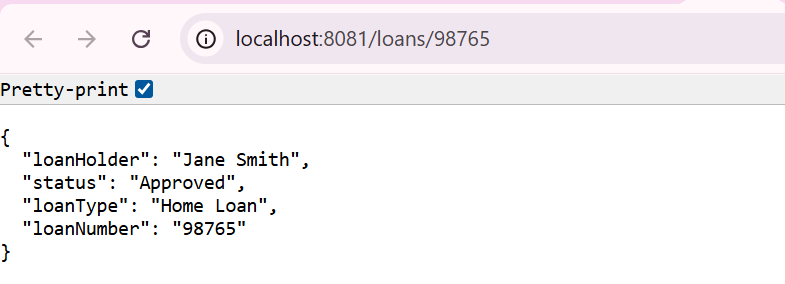 localhost:8081/loans/98765
Pretty-print
{
  "loanHolder": "Jane Smith",
  "status": "Approved",
  "loanType": "Home Loan",
  "loanNumber": "98765"
}